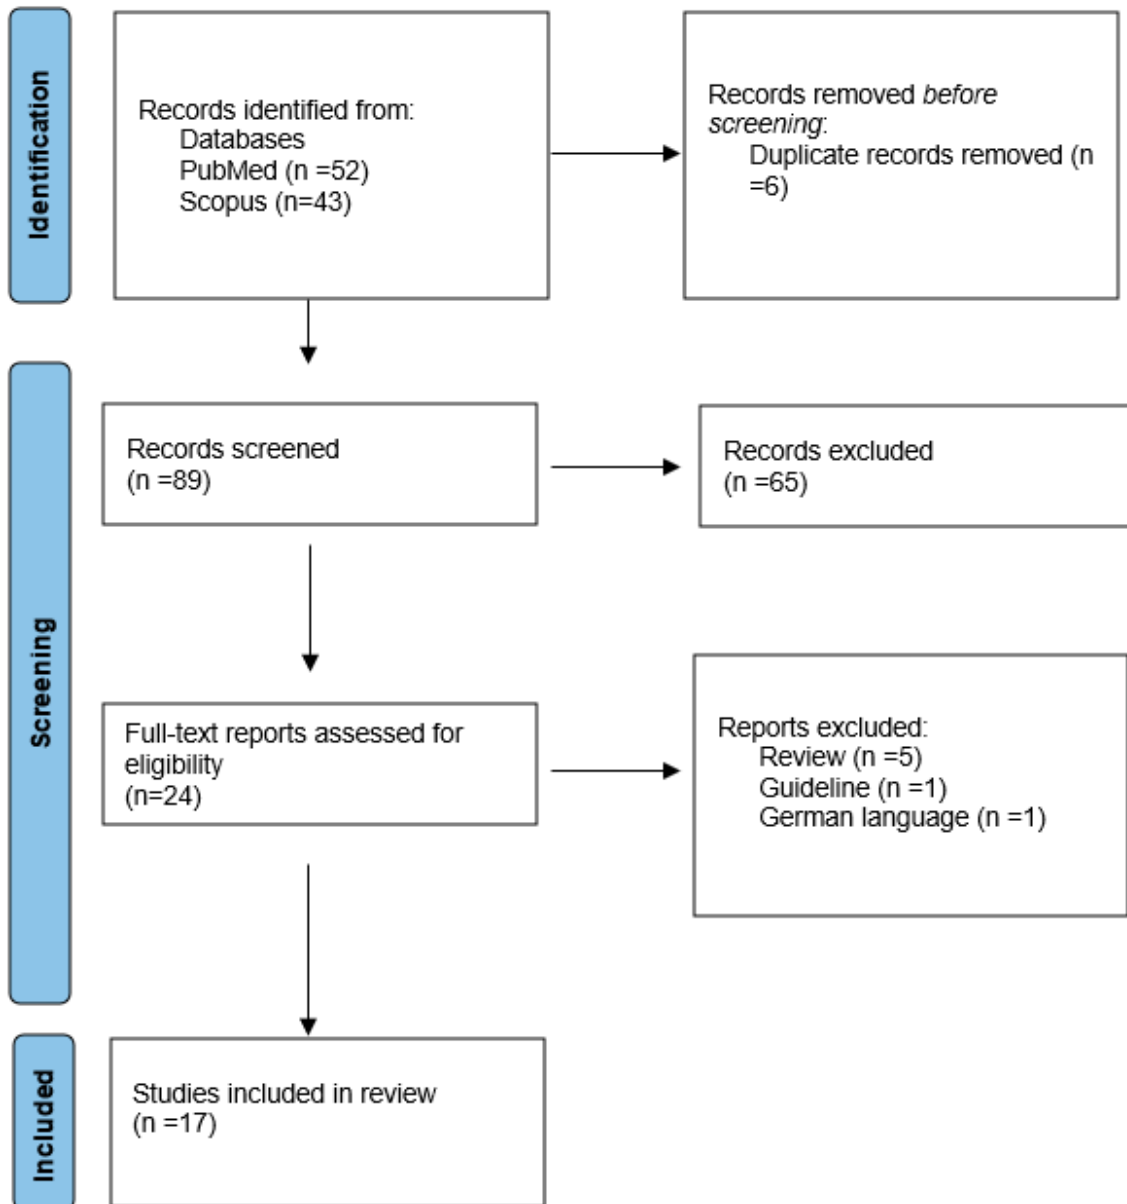 Identification
Records identified from:
Databases
PubMed (n =52)
Scopus (n=43)
Records removed before
screening:
Duplicate records removed (n
=6)
Screening
Records screened
(n =89)
Records excluded
(n =65)
Full-text reports assessed for
eligibility
(n=24)
Reports excluded:
Review (n =5)
Guideline (n =1)
German language (n =1)
Included
Studies included in review
(n =17)